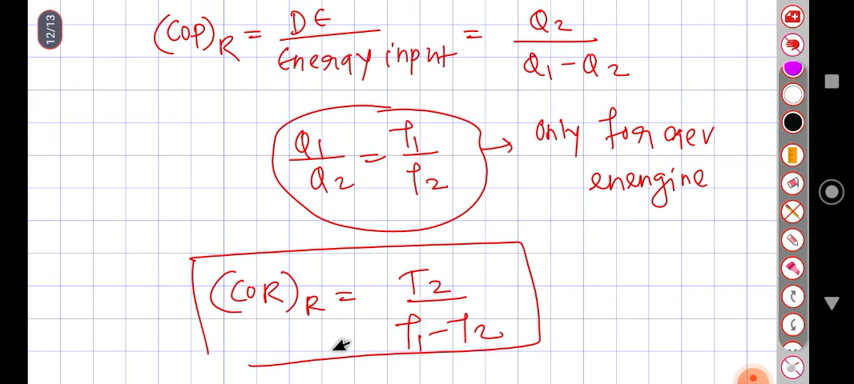 12/13
(COP)R = DE / Energy input = Q2 / Q1 - Q2
Q1 / Q2 = T1 / T2 → Only for rev
enengine
(COR)R = T2 / T1 - T2